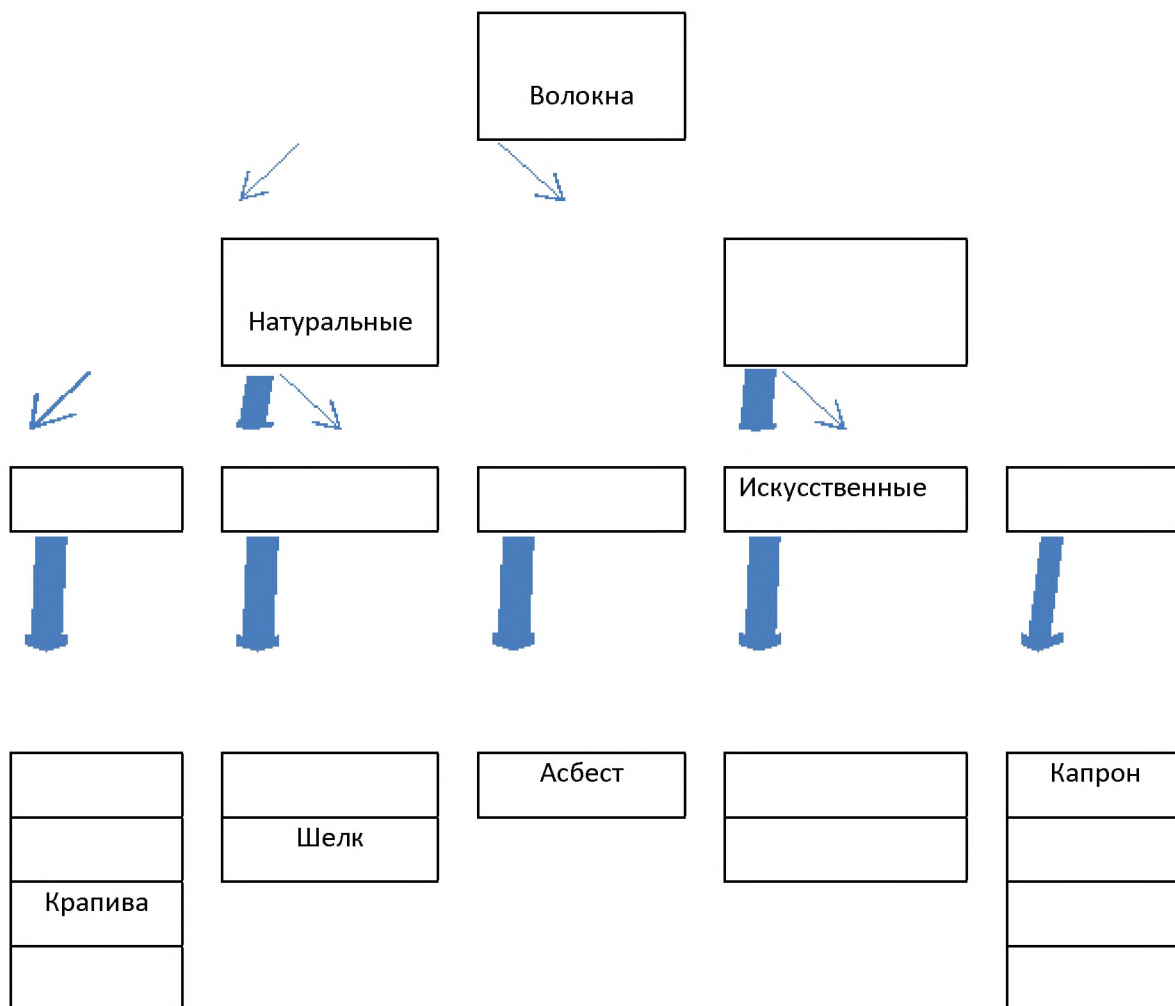 Волокна
Натуральные
Искусственные
Асбест
Капрон
Шелк
Крапива